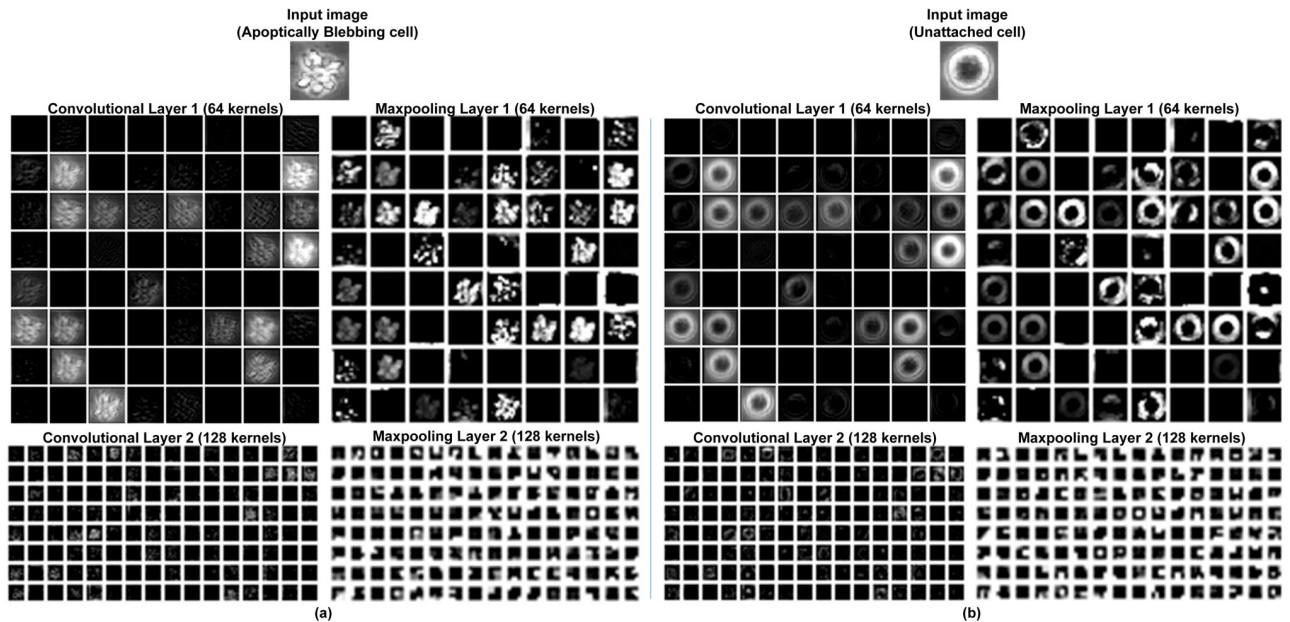 Input image
(Apoptically Blebbing cell)
Convolutional Layer 1 (64 kernels)
Maxpooling Layer 1 (64 kernels)
Convolutional Layer 2 (128 kernels)
Maxpooling Layer 2 (128 kernels)
(a)
Input image
(Unattached cell)
Convolutional Layer 1 (64 kernels)
Maxpooling Layer 1 (64 kernels)
Convolutional Layer 2 (128 kernels)
Maxpooling Layer 2 (128 kernels)
(b)